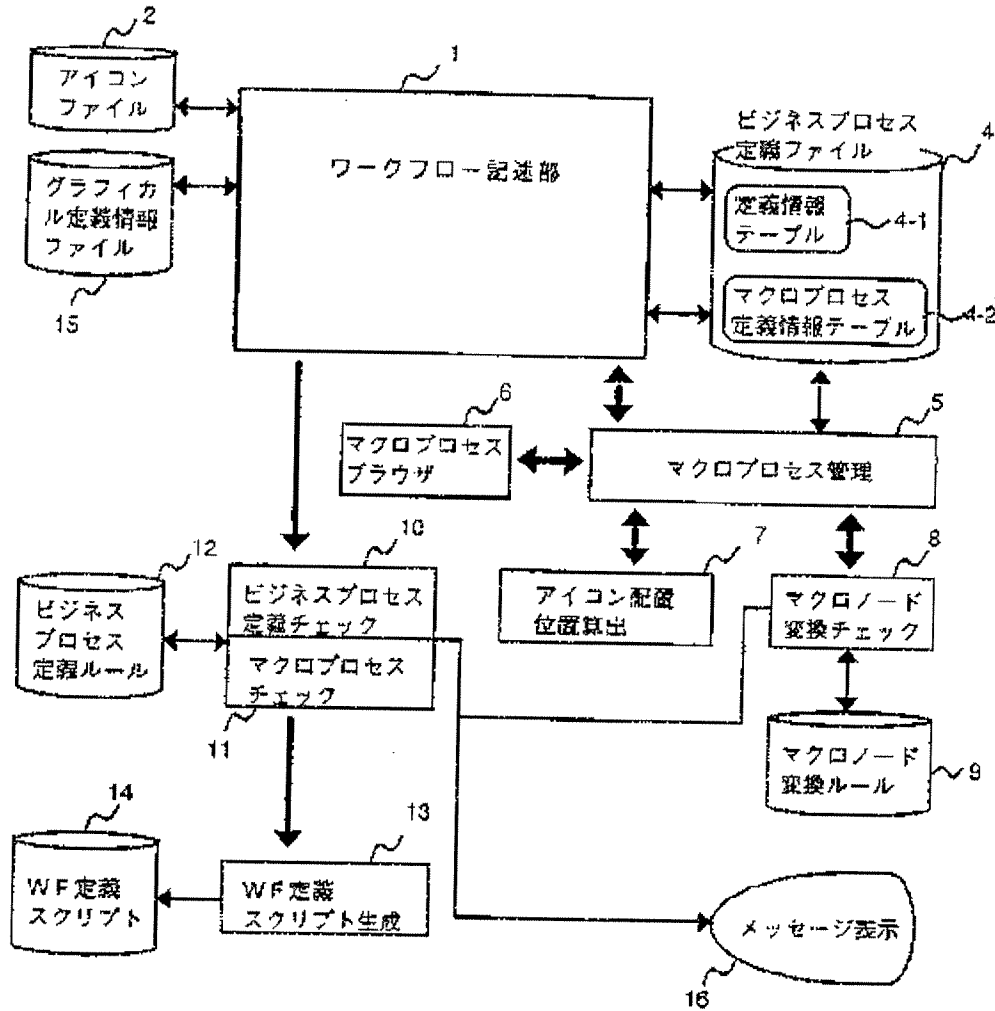 2
アイコン
ファイル
グラフィカ
ル定義情報
ファイル
15
1
ワークフロー記述部
ビジネスプロセス
定義ファイル
4
定義情報
テーブル
4-1
マクロプロセス
定義情報テーブル
4-2
6
マクロプロセス
ブラウザ
5
マクロプロセス管理
12
ビジネス
プロセス
定義ルール
10
ビジネスプロセス
定義チェック
マクロプロセス
チェック
11
7
アイコン配置
位置算出
8
マクロノード
変換チェック
マクロノード
変換ルール
9
14
WF定義
スクリプト
13
WF定義
スクリプト生成
メッセージ表示
16